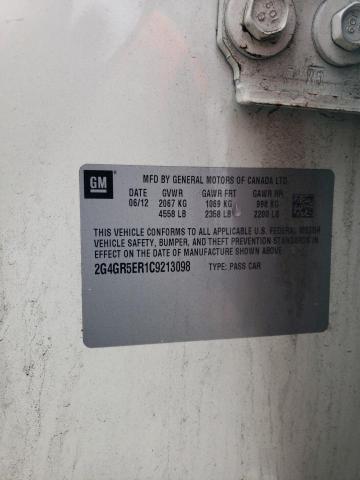 GM
MFD BY GENERAL MOTORS OF CANADA LTD
DATE GVWR GAWR FRT GAWR RR
06/12 2067 KG 1069 KG 998 KG
4558 LB 2358 LB 2200 LB
THIS VEHICLE CONFORMS TO ALL APPLICABLE U.S. FEDERAL MOTOR
VEHICLE SAFETY, BUMPER, AND THEFT PREVENTION STANDARDS IN
EFFECT ON THE DATE OF MANUFACTURE SHOWN ABOVE.
2G4GR5ER1C9213098 TYPE: PASS CAR